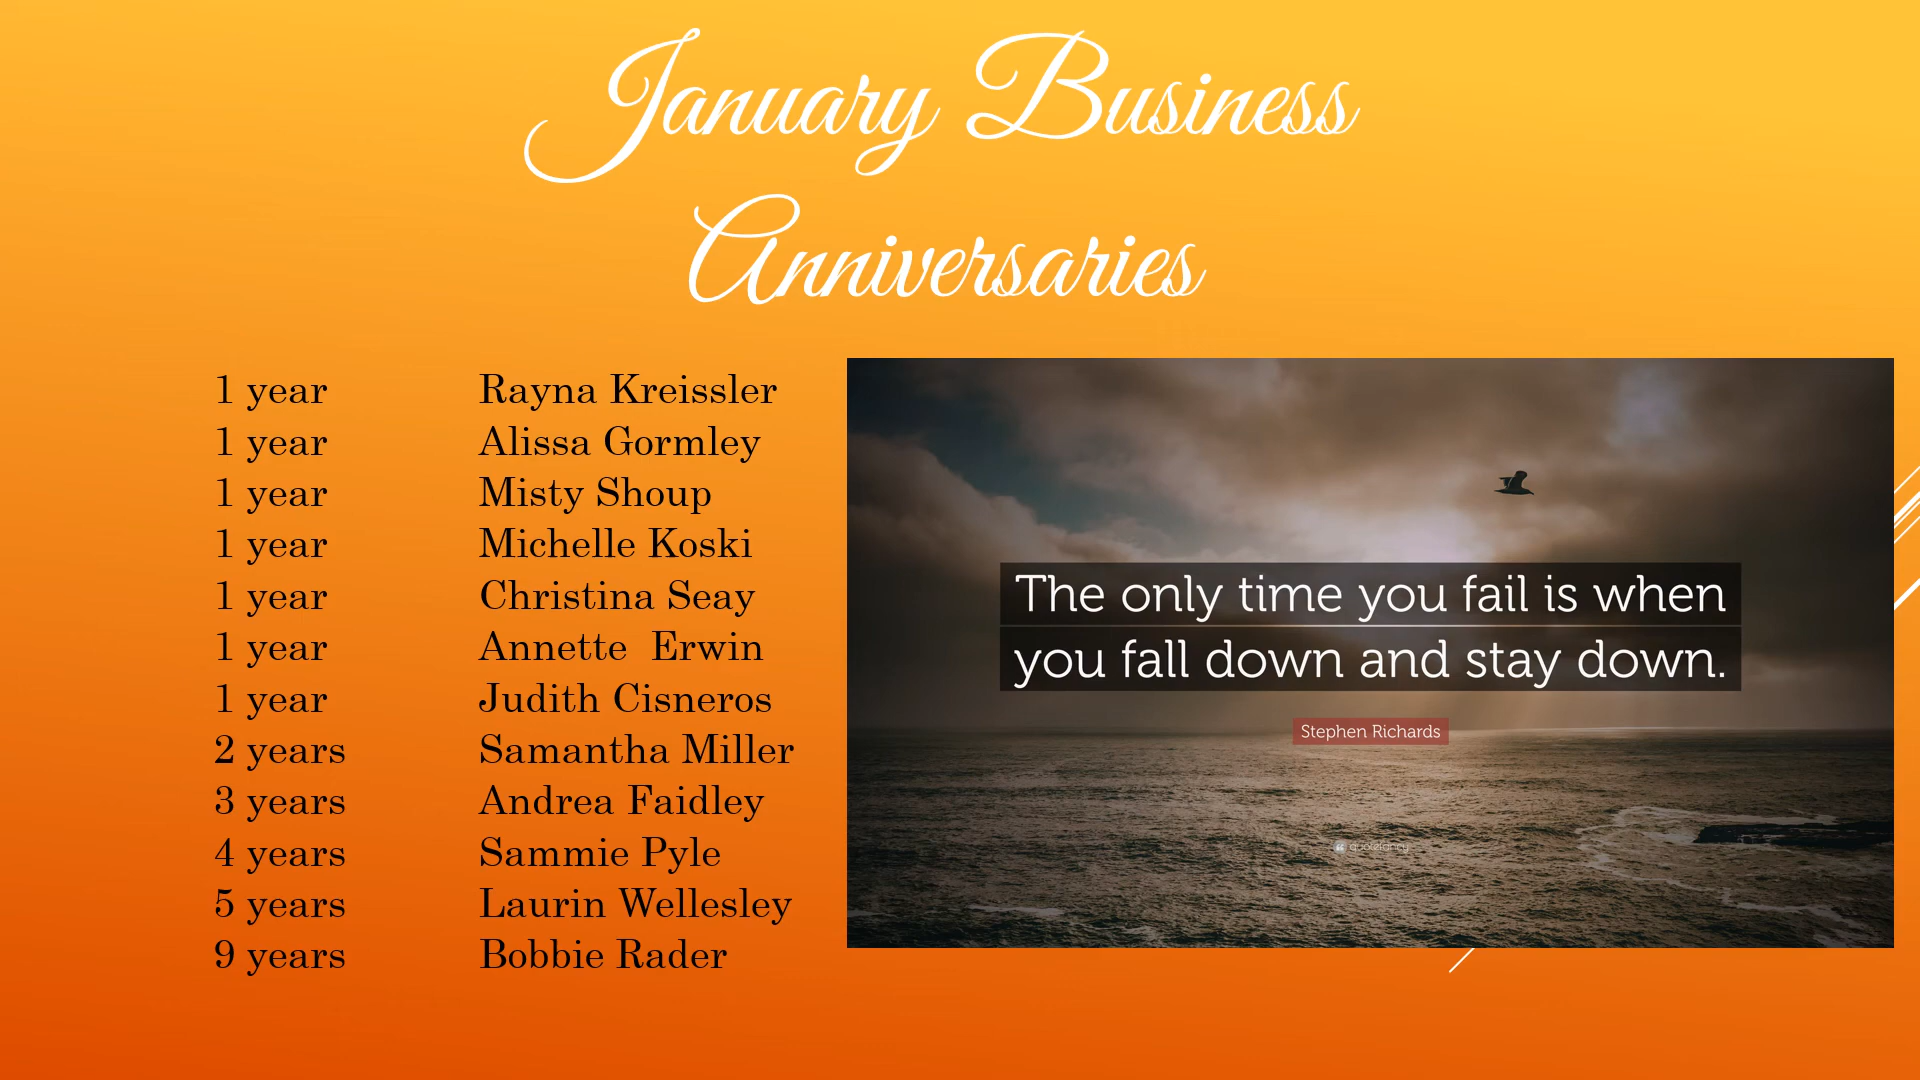 January Business
Anniversaries
1 year Rayna Kreissler
1 year Alissa Gormley
1 year Misty Shoup
1 year Michelle Koski
1 year Christina Seay
1 year Annette  Erwin
1 year Judith Cisneros
2 years Samantha Miller
3 years Andrea Faidley
4 years Sammie Pyle
5 years Laurin Wellesley
9 years Bobbie Rader
The only time you fail is when
you fall down and stay down.
Stephen Richards
quotefancy